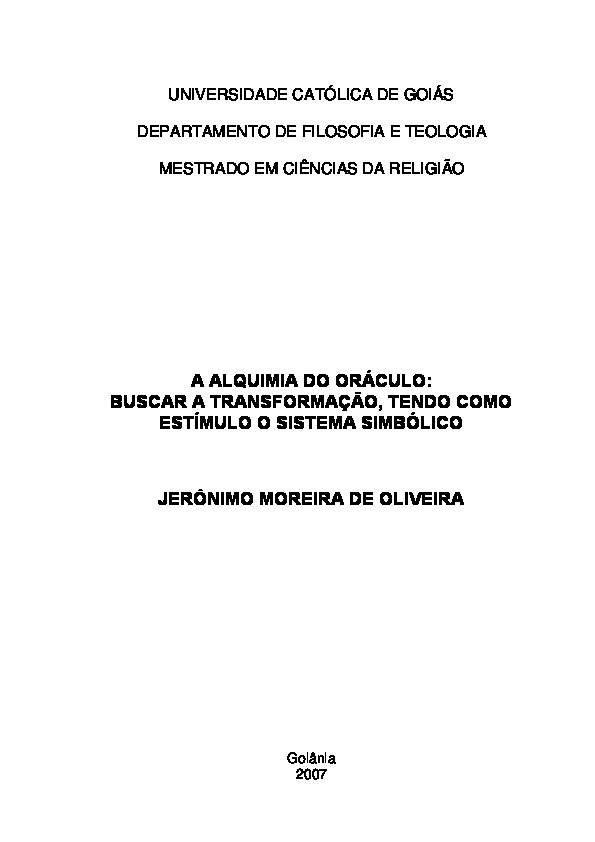 UNIVERSIDADE CATÓLICA DE GOIÁS
DEPARTAMENTO DE FILOSOFIA E TEOLOGIA
MESTRADO EM CIÊNCIAS DA RELIGIÃO
A ALQUIMIA DO ORÁCULO:
BUSCAR A TRANSFORMAÇÃO, TENDO COMO
ESTÍMULO O SISTEMA SIMBÓLICO
JERÔNIMO MOREIRA DE OLIVEIRA
Goiânia
2007